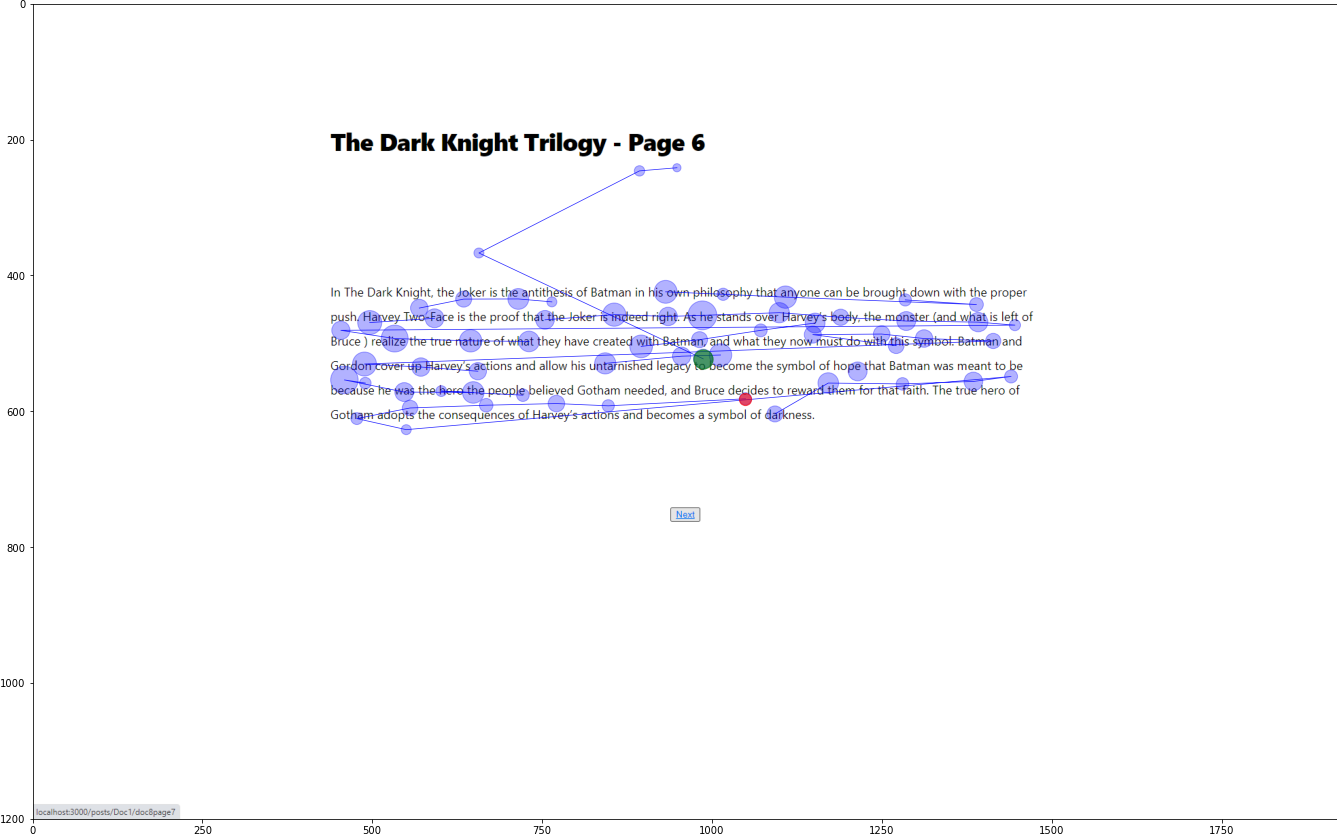 0
200
The Dark Knight Trilogy - Page 6
400
In The Dark Knight, the Joker is the antithesis of Batman in his own philosophy that anyone can be brought down with the proper
push. Harvey Two-Face is the proof that the Joker is indeed right. As he stands over Harvey's body, the monster (and what is left of
Bruce ) realize the true nature of what they have created with Batman, and what they now must do with this symbol. Batman and
Gordon cover up Harvey's actions and allow his untarnished legacy to become the symbol of hope that Batman was meant to be
because he was the hero the people believed Gotham needed, and Bruce decides to reward them for that faith. The true hero of
600
Gotham adopts the consequences of Harvey's actions and becomes a symbol of darkness.
Next
800
1000
localhost:3000/posts/Doc1/doc8page7
1200
0 250 500 750 1000 1250 1500 1750